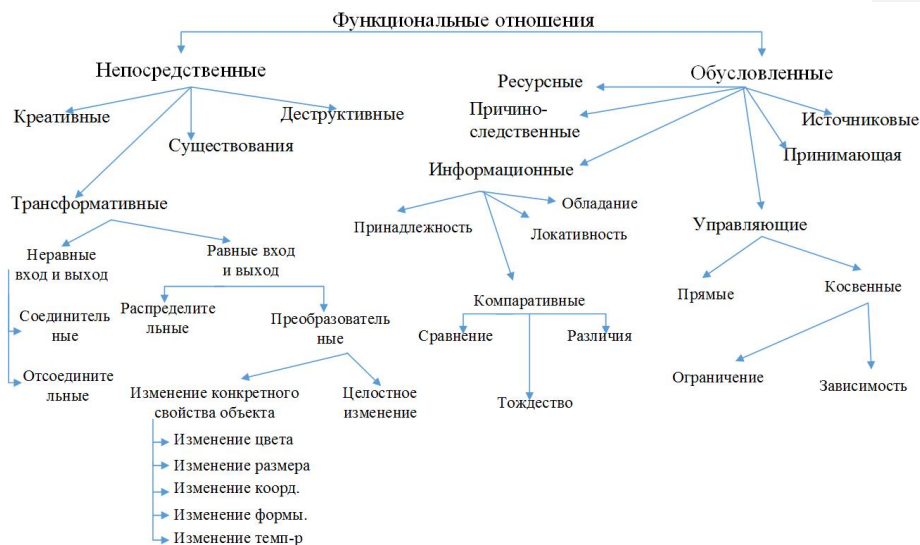 Функциональные отношения
Непосредственные
Обусловленные
Креативные
Существования
Деструктивные
Ресурсные
Причино-
следственные
Информационные
Источниковые
Принимающая
Трансформативные
Принадлежность
Обладание
Локативность
Управляющие
Неравные
вход и выход
Равные вход
и выход
Соединитель
ные
Отсоедините
льные
Распределите
льные
Преобразователь
ные
Компаративные
Сравнение
Различия
Тождество
Прямые
Косвенные
Ограничение
Зависимость
Изменение конкретного
свойства объекта
Целостное
изменение
Изменение цвета
Изменение размера
Изменение коорд.
Изменение формы.
Изменение темп-р